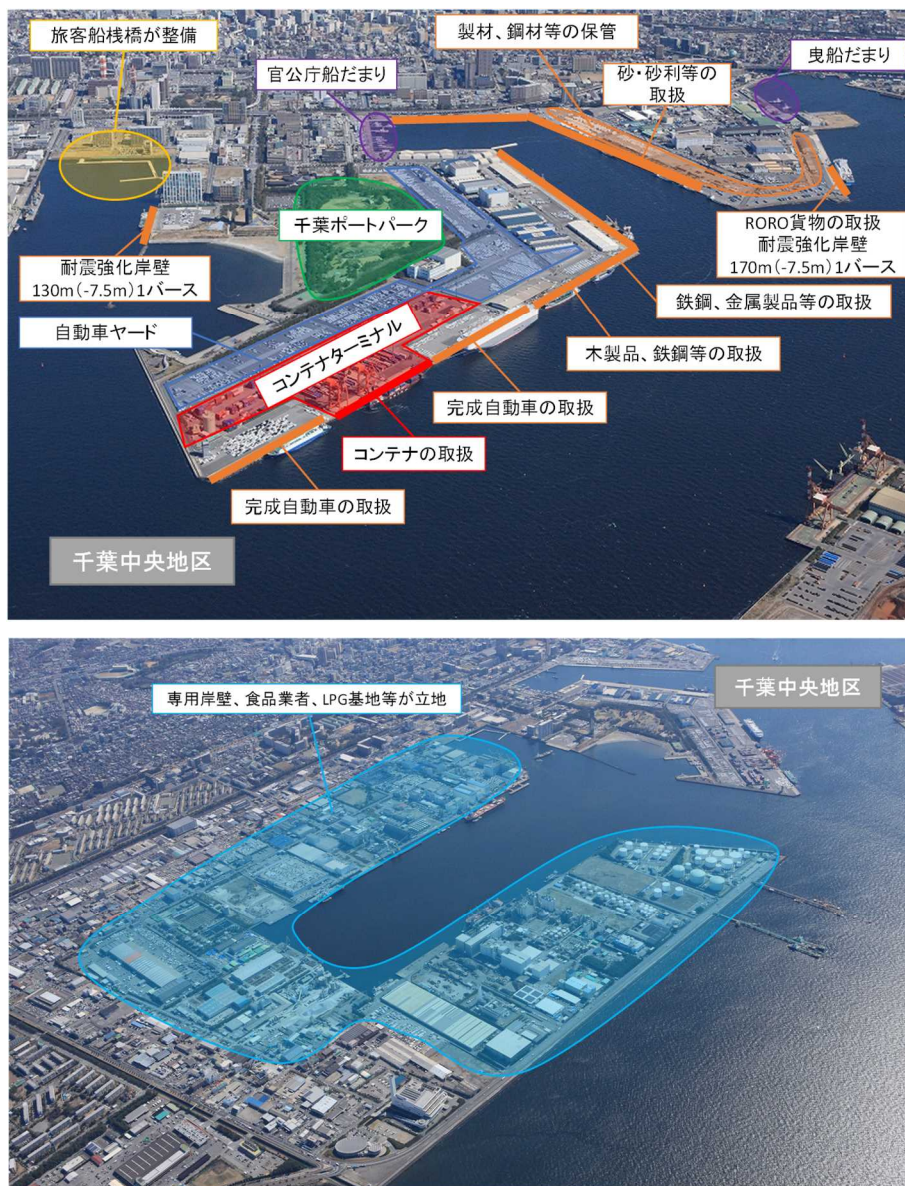 旅客船桟橋が整備
官公庁船だまり
製材、鋼材等の保管
砂・砂利等の
取扱
曳船だまり
千葉ポートパーク
耐震強化岸壁
130m(-7.5m)1バース
RORO貨物の取扱
耐震強化岸壁
170m(-7.5m)1バース
自動車ヤード
コンテナターミナル
鉄鋼、金属製品等の取扱
木製品、鉄鋼等の取扱
完成自動車の取扱
コンテナの取扱
完成自動車の取扱
千葉中央地区
千葉中央地区
専用岸壁、食品業者、LPG基地等が立地